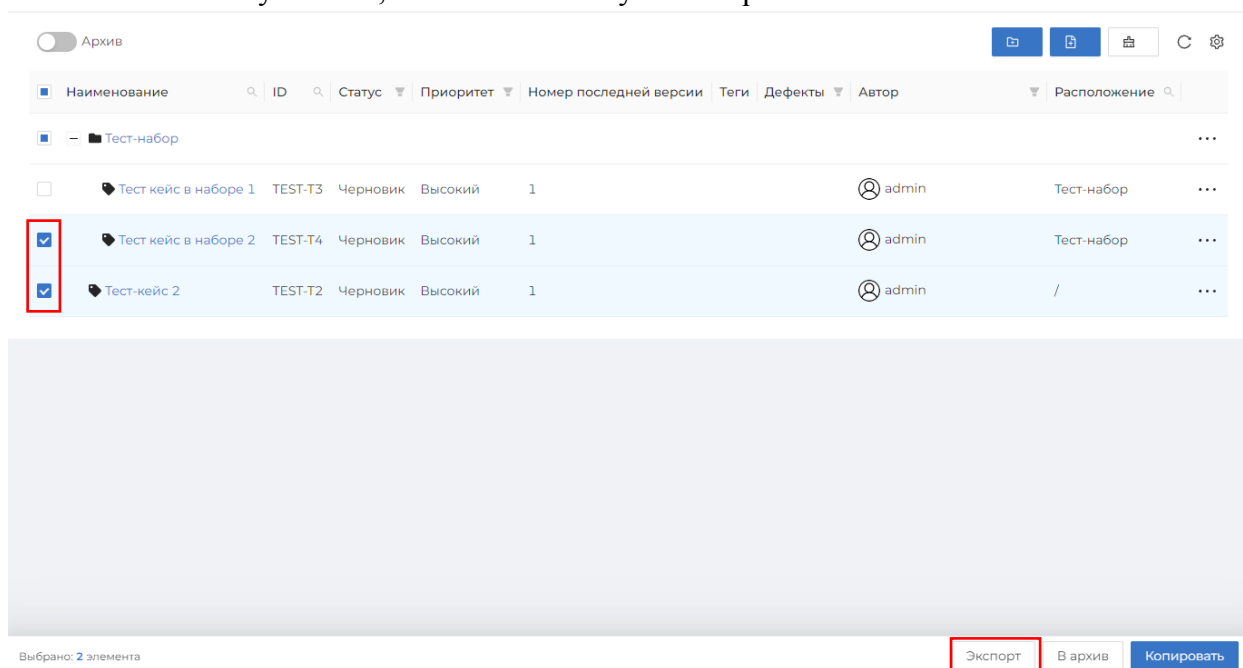 Архив
Наименование ID Статус Приоритет Номер последней версии Теги Дефекты Автор Расположение
Тест-набор
Тест кейс в наборе 1 TEST-T3 Черновик Высокий 1 admin Тест-набор
Тест кейс в наборе 2 TEST-T4 Черновик Высокий 1 admin Тест-набор
Тест-кейс 2 TEST-T2 Черновик Высокий 1 admin /
Выбрано: 2 элемента Экспорт В архив Копировать